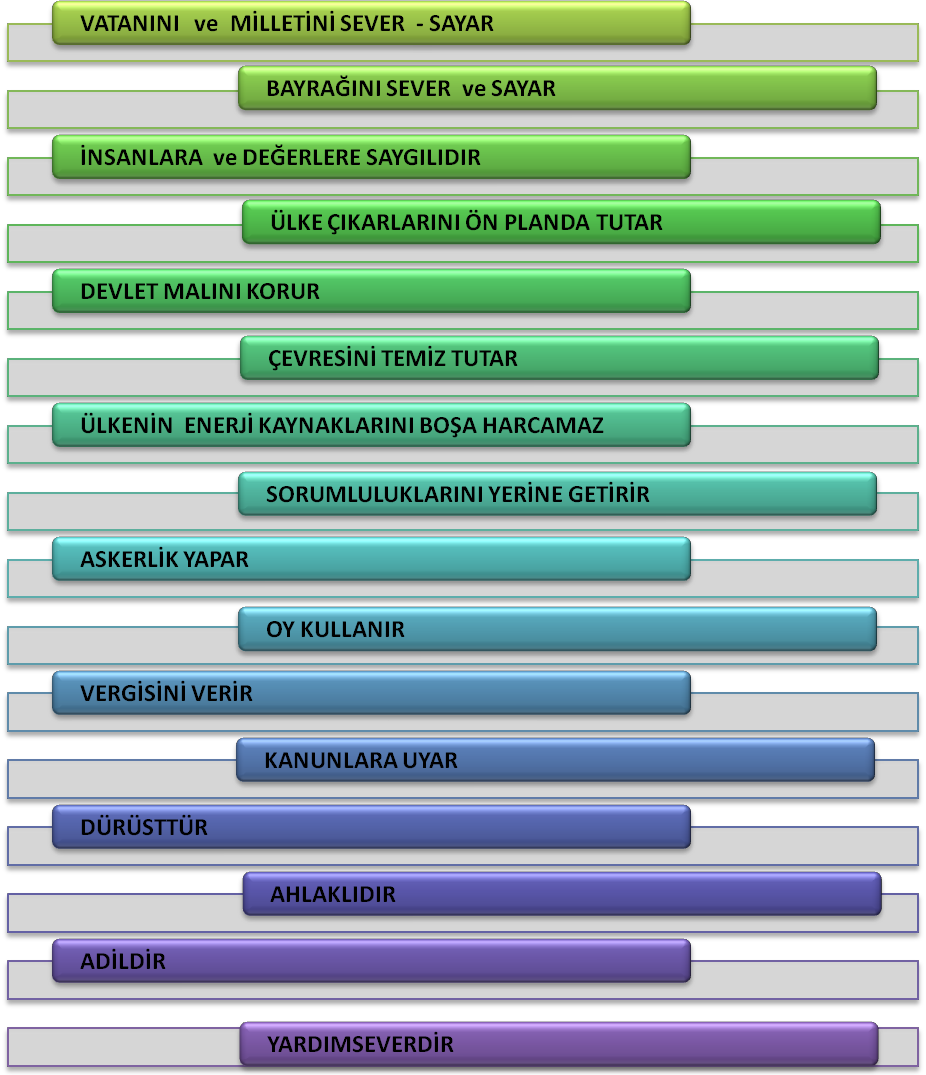 VATANINI ve MİLLETİNİ SEVER - SAYAR
BAYRAĞINI SEVER ve SAYAR
İNSANLARA ve DEĞERLERE SAYGILIDIR
ÜLKE ÇIKARLARINI ÖN PLANDA TUTAR
DEVLET MALINI KORUR
ÇEVRESİNİ TEMİZ TUTAR
ÜLKENİN ENERJİ KAYNAKLARINI BOŞA HARCAMAZ
SORUMLULUKLARINI YERİNE GETİRİR
ASKERLİK YAPAR
OY KULLANIR
VERGİSİNİ VERİR
KANUNLARA UYAR
DÜRÜSTTÜR
AHLAKLIDIR
ADİLDİR
YARDIMSEVERDİR